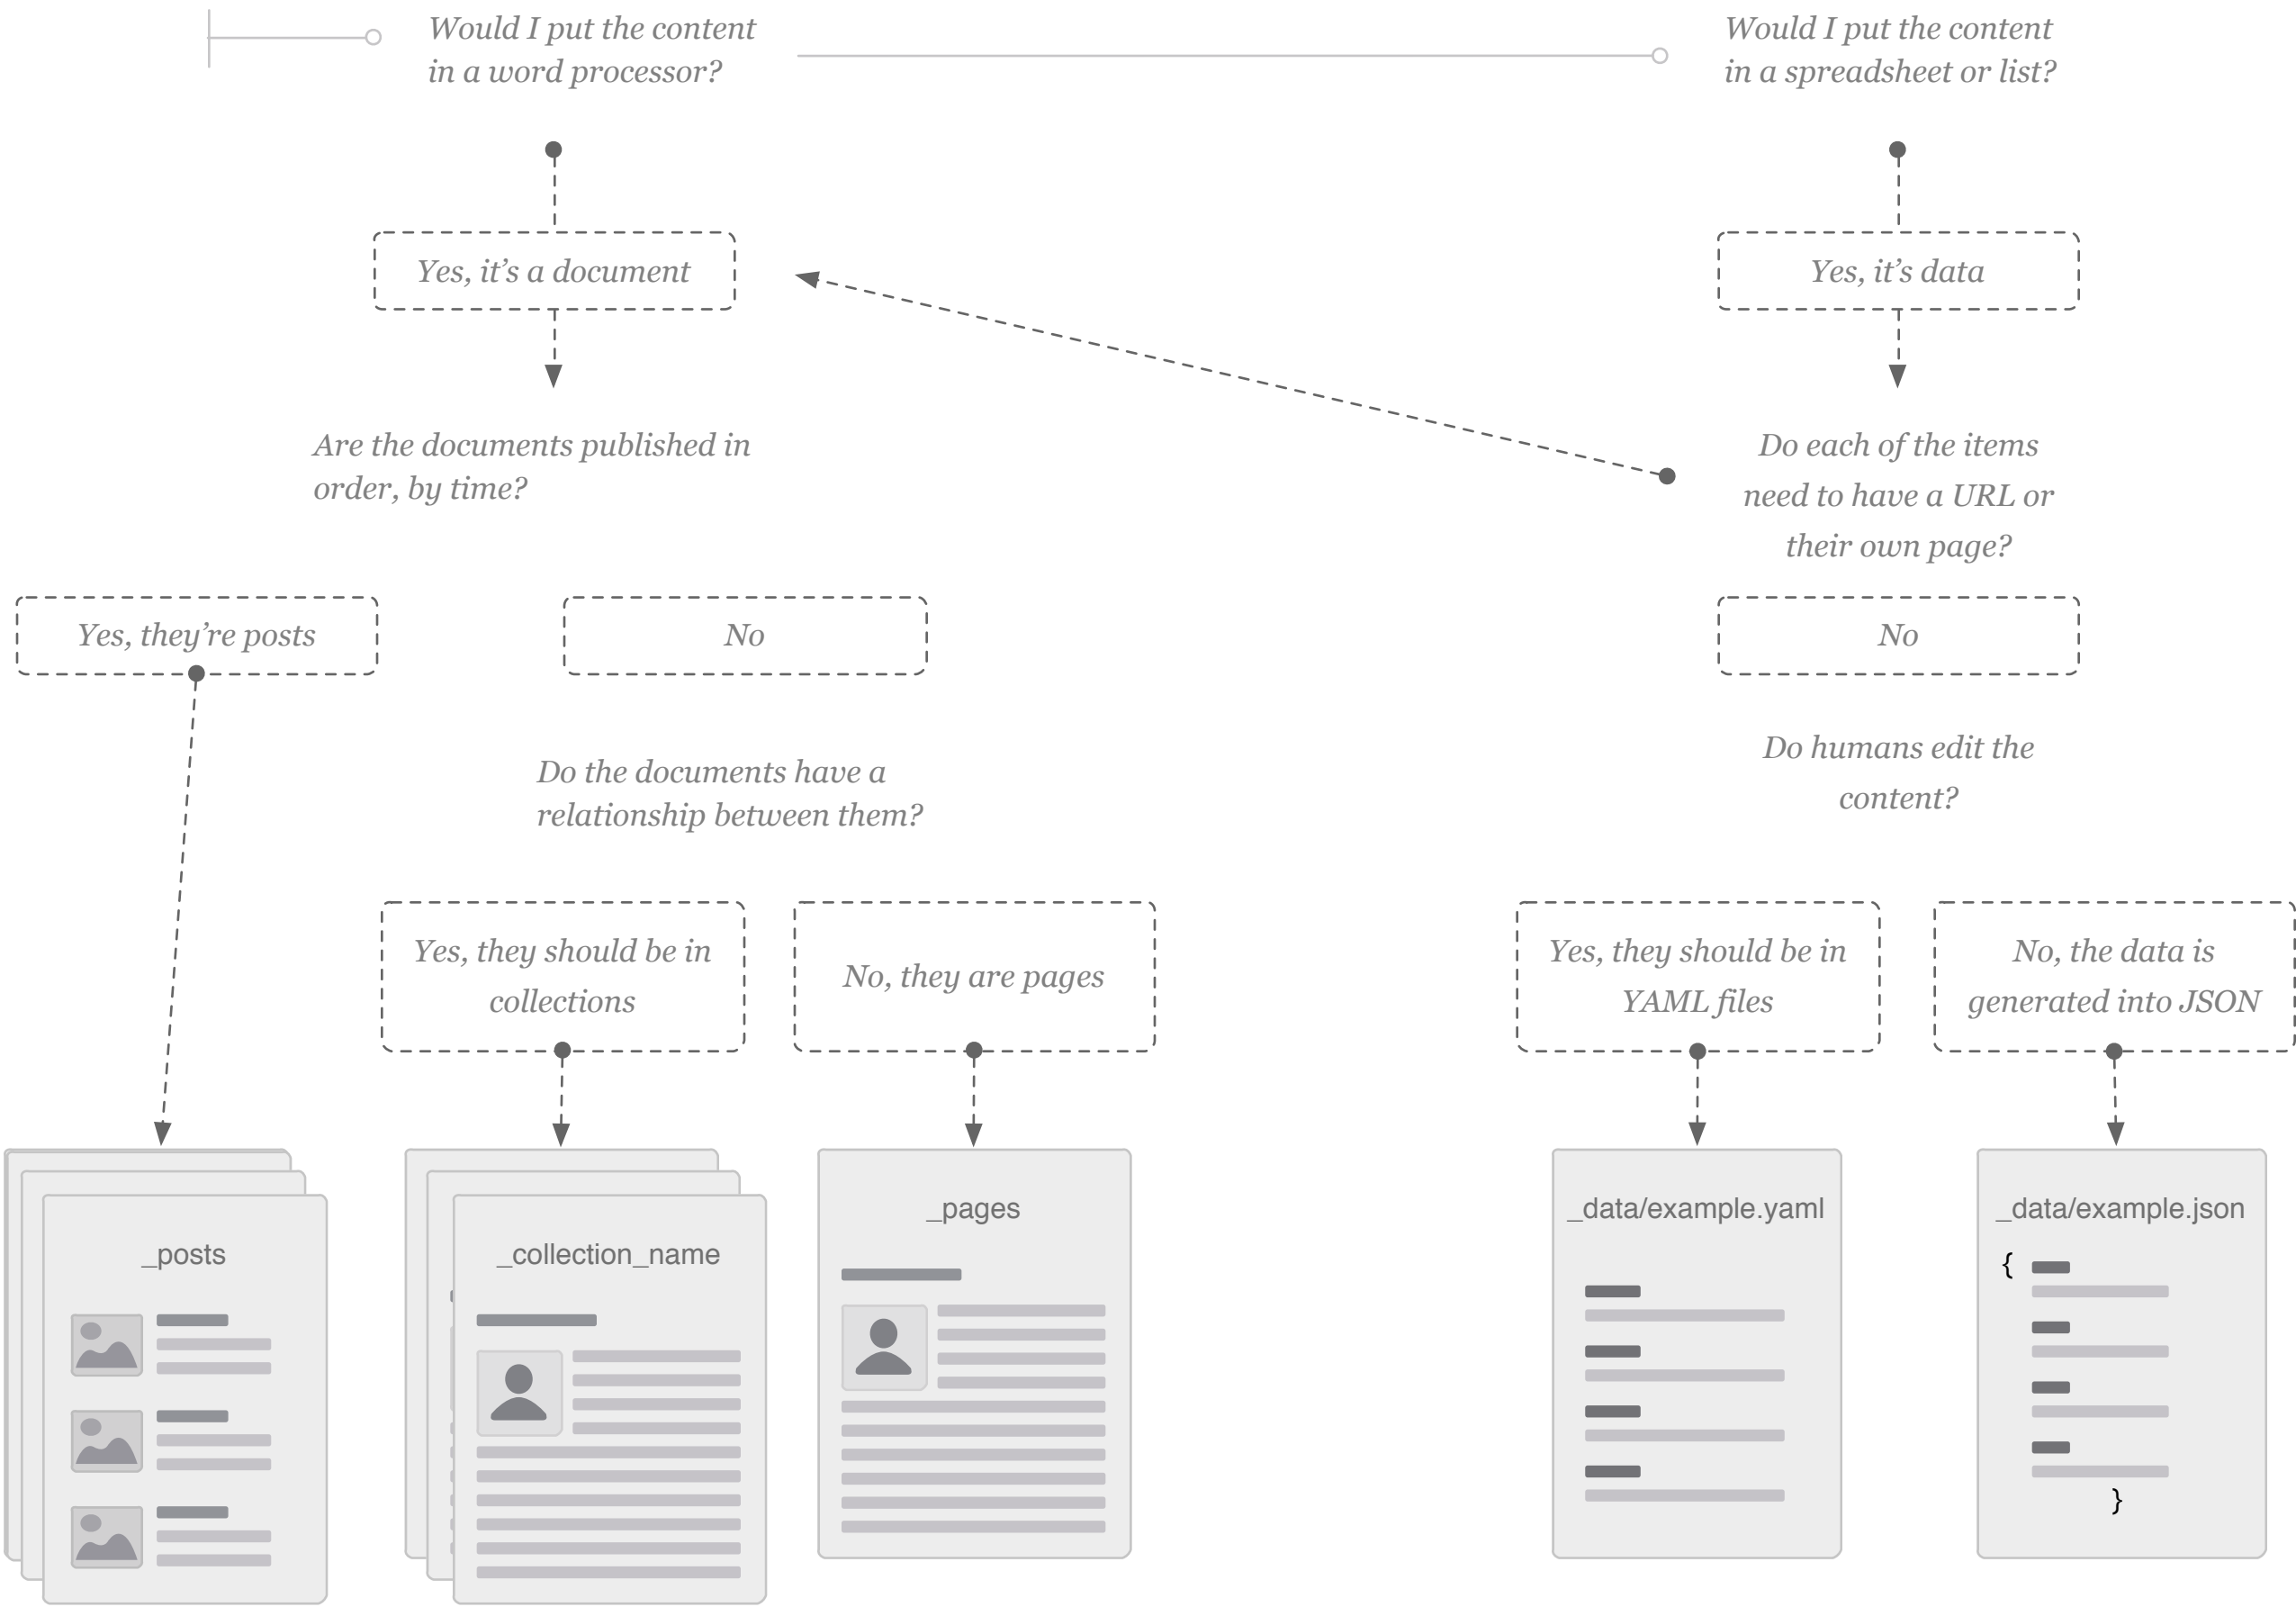 Would I put the content
in a word processor?
Would I put the content
in a spreadsheet or list?
Yes, it’s a document
Yes, it’s data
Are the documents published in
order, by time?
Do each of the items
need to have a URL or
their own page?
Yes, they’re posts
No
No
Do the documents have a
relationship between them?
Do humans edit the
content?
Yes, they should be in
collections
No, they are pages
Yes, they should be in
YAML files
No, the data is
generated into JSON
_posts
_collection_name
_pages
_data/example.yaml
_data/example.json
{
}